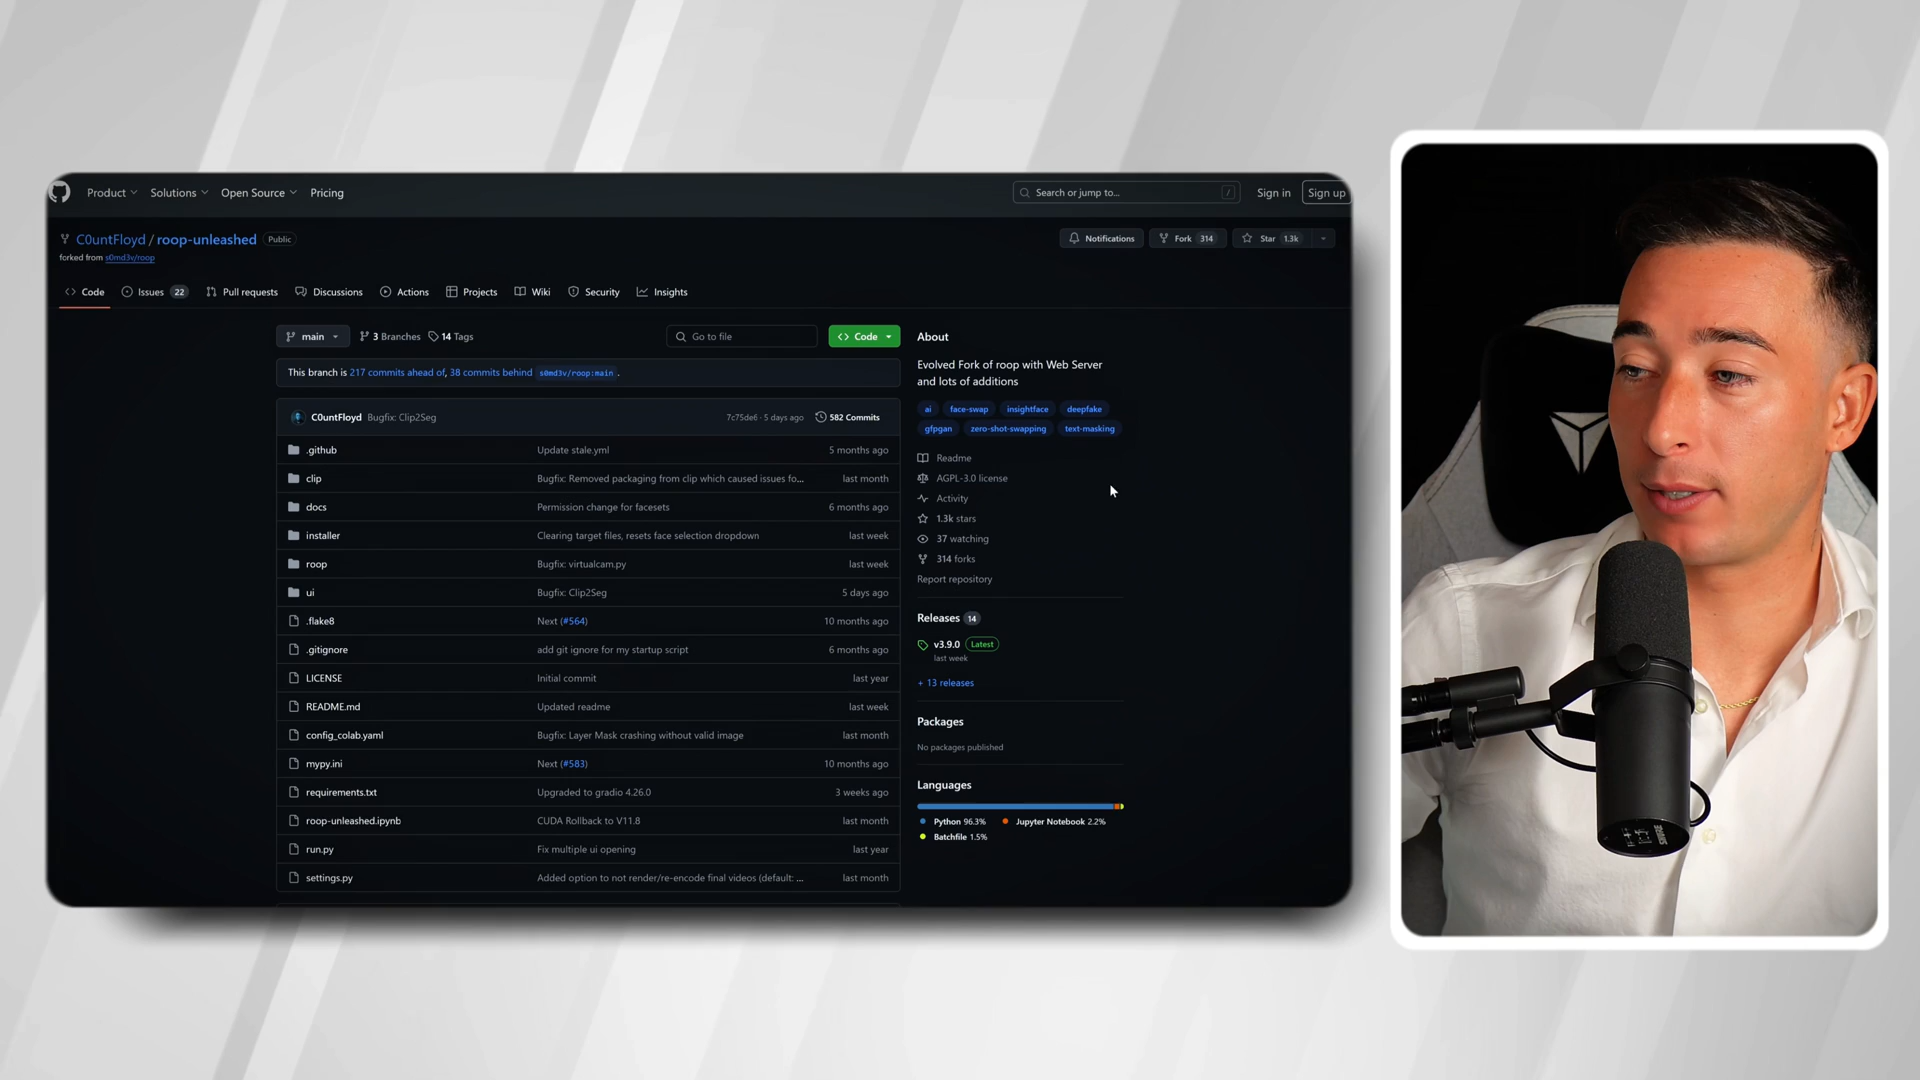 Product Solutions Open Source Pricing Search or jump to... / Sign in Sign up
C0untFloyd / roop-unleashed Public Notifications Fork 314 Star 1.3k
forked from s0md3v/roop
Code Issues 22 Pull requests Discussions Actions Projects Wiki Security Insights
main 3 Branches 14 Tags Go to file Code
This branch is 217 commits ahead of, 38 commits behind s0md3v/roop:main .
C0untFloyd Bugfix: Clip2Seg 7c75de6 · 5 days ago 582 Commits
.github Update stale.yml 5 months ago
clip Bugfix: Removed packaging from clip which caused issues fo... last month
docs Permission change for facesets 6 months ago
installer Clearing target files, resets face selection dropdown last week
roop Bugfix: virtualcam.py last week
ui Bugfix: Clip2Seg 5 days ago
.flake8 Next (#564) 10 months ago
.gitignore add git ignore for my startup script 6 months ago
LICENSE Initial commit last year
README.md Updated readme last week
config_colab.yaml Bugfix: Layer Mask crashing without valid image last month
mypy.ini Next (#583) 10 months ago
requirements.txt Upgraded to gradio 4.26.0 3 weeks ago
roop-unleashed.ipynb CUDA Rollback to V11.8 last month
run.py Fix multiple ui opening last year
settings.py Added option to not render/re-encode final videos (default: ... last month
About
Evolved Fork of roop with Web Server
and lots of additions
ai face-swap insightface deepfake
gfpgan zero-shot-swapping text-masking
Readme
AGPL-3.0 license
Activity
1.3k stars
37 watching
314 forks
Report repository
Releases 14
v3.9.0 Latest
last week
+ 13 releases
Packages
No packages published
Languages
Python 96.3% Jupyter Notebook 2.2%
Batchfile 1.5%
SHURE